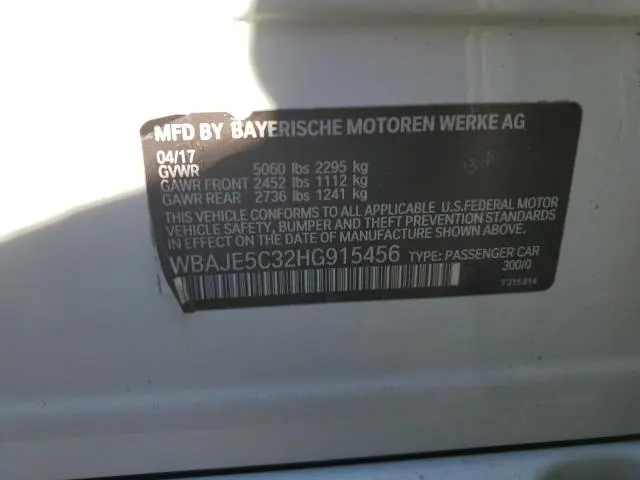 MFD BY BAYERISCHE MOTOREN WERKE AG
04/17
GVWR 5060 lbs 2295 kg
GAWR FRONT 2452 lbs 1112 kg
GAWR REAR 2736 lbs 1241 kg
THIS VEHICLE CONFORMS TO ALL APPLICABLE U.S.FEDERAL MOTOR
VEHICLE SAFETY, BUMPER AND THEFT PREVENTION STANDARDS
IN EFFECT ON THE DATE OF MANUFACTURE SHOWN ABOVE.
WBAJE5C32HG915456 TYPE: PASSENGER CAR
300/0
7315814